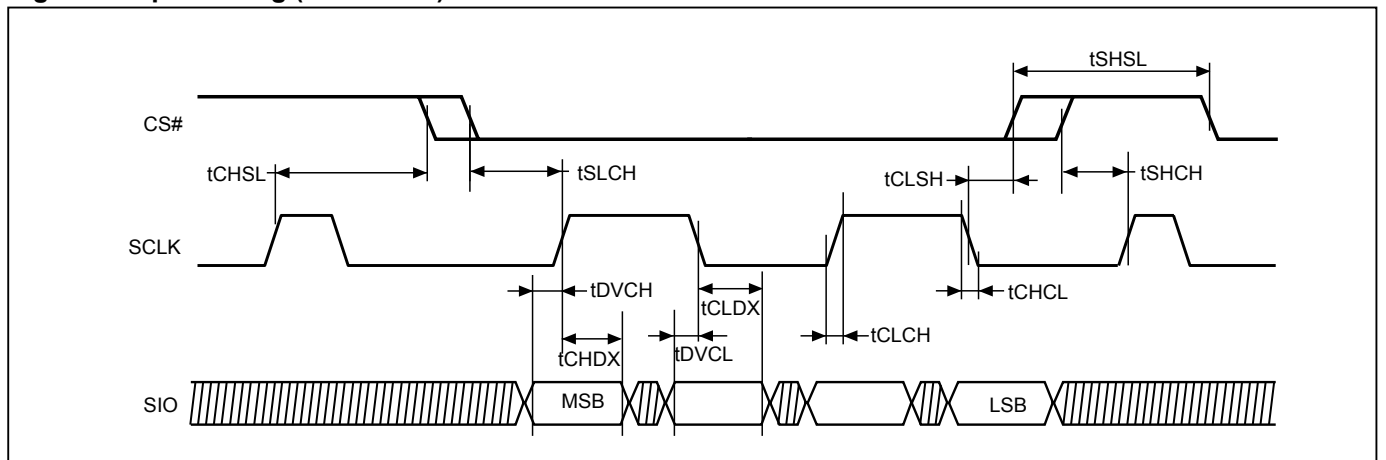 tSHSL
CS#
tCHSL
tSLCH
tCLSH
tSHCH
SCLK
tDVCH
tCLDX
tCHCL
tCHDX
tDVCL
tCLCH
SIO
MSB
LSB